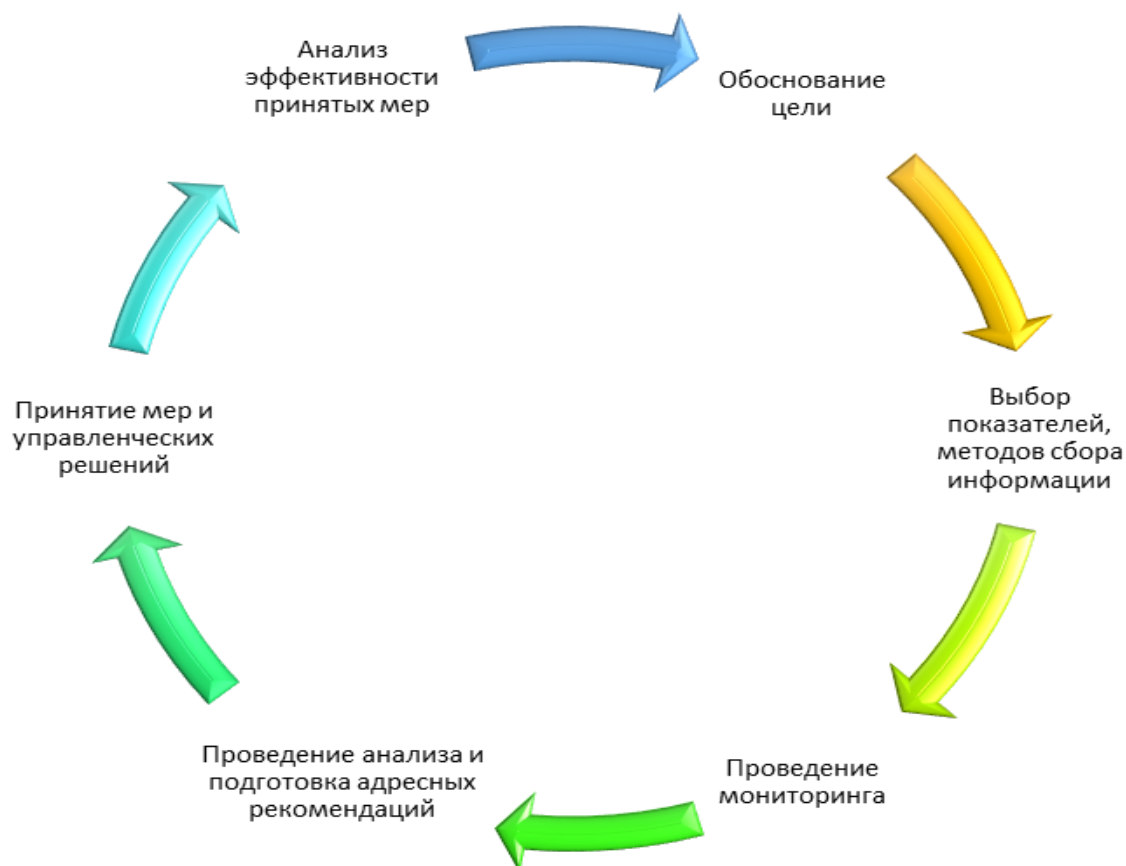 Анализ
эффективности
принятых мер
Обоснование
цели
Выбор
показателей,
методов сбора
информации
Проведение
мониторинга
Проведение анализа и
подготовка адресных
рекомендаций
Принятие мер и
управленческих
решений